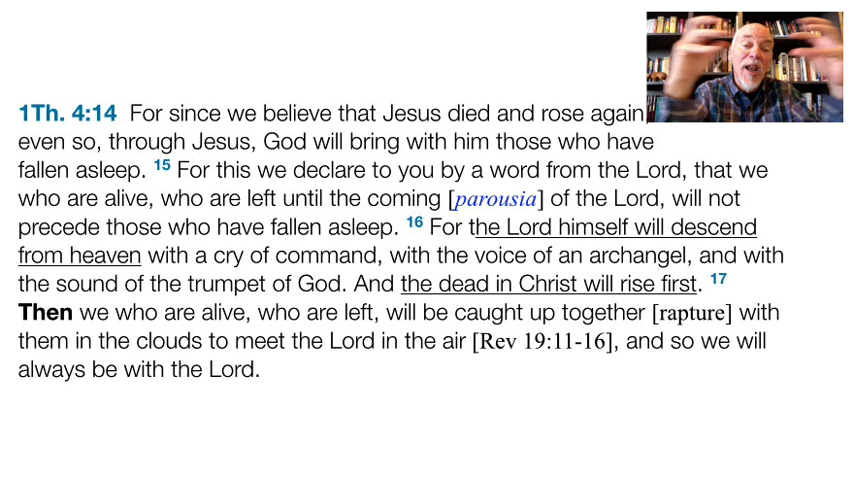 1Th. 4:14 For since we believe that Jesus died and rose again,
even so, through Jesus, God will bring with him those who have
fallen asleep. 15 For this we declare to you by a word from the Lord, that we
who are alive, who are left until the coming [parousia] of the Lord, will not
precede those who have fallen asleep. 16 For the Lord himself will descend
from heaven with a cry of command, with the voice of an archangel, and with
the sound of the trumpet of God. And the dead in Christ will rise first. 17
Then we who are alive, who are left, will be caught up together [rapture] with
them in the clouds to meet the Lord in the air [Rev 19:11-16], and so we will
always be with the Lord.